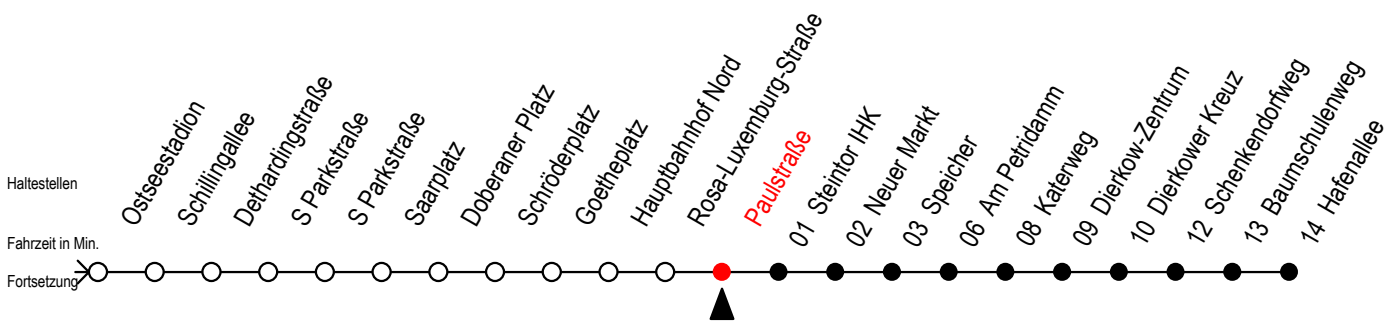 Haltestellen
Ostseestadion
Schillingallee
Dethardingstraße
S Parkstraße
S Parkstraße
Saarplatz
Doberaner Platz
Schröderplatz
Goetheplatz
Hauptbahnhof Nord
Rosa-Luxemburg-Straße
Paulstraße
01 Steintor IHK
02 Neuer Markt
03 Speicher
06 Am Petridamm
08 Katerweg
09 Dierkow-Zentrum
10 Dierkower Kreuz
12 Schenkendorfweg
13 Baumschulenweg
14 Hafenallee
Fahrzeit in Min.
Fortsetzung